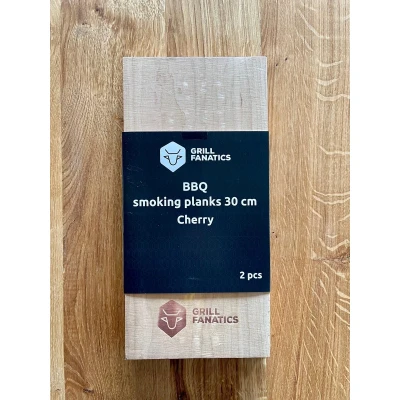 GRILL
FANATICS
BBQ
smoking planks 30 cm
Cherry
2 pcs
GRILL
FANATICS